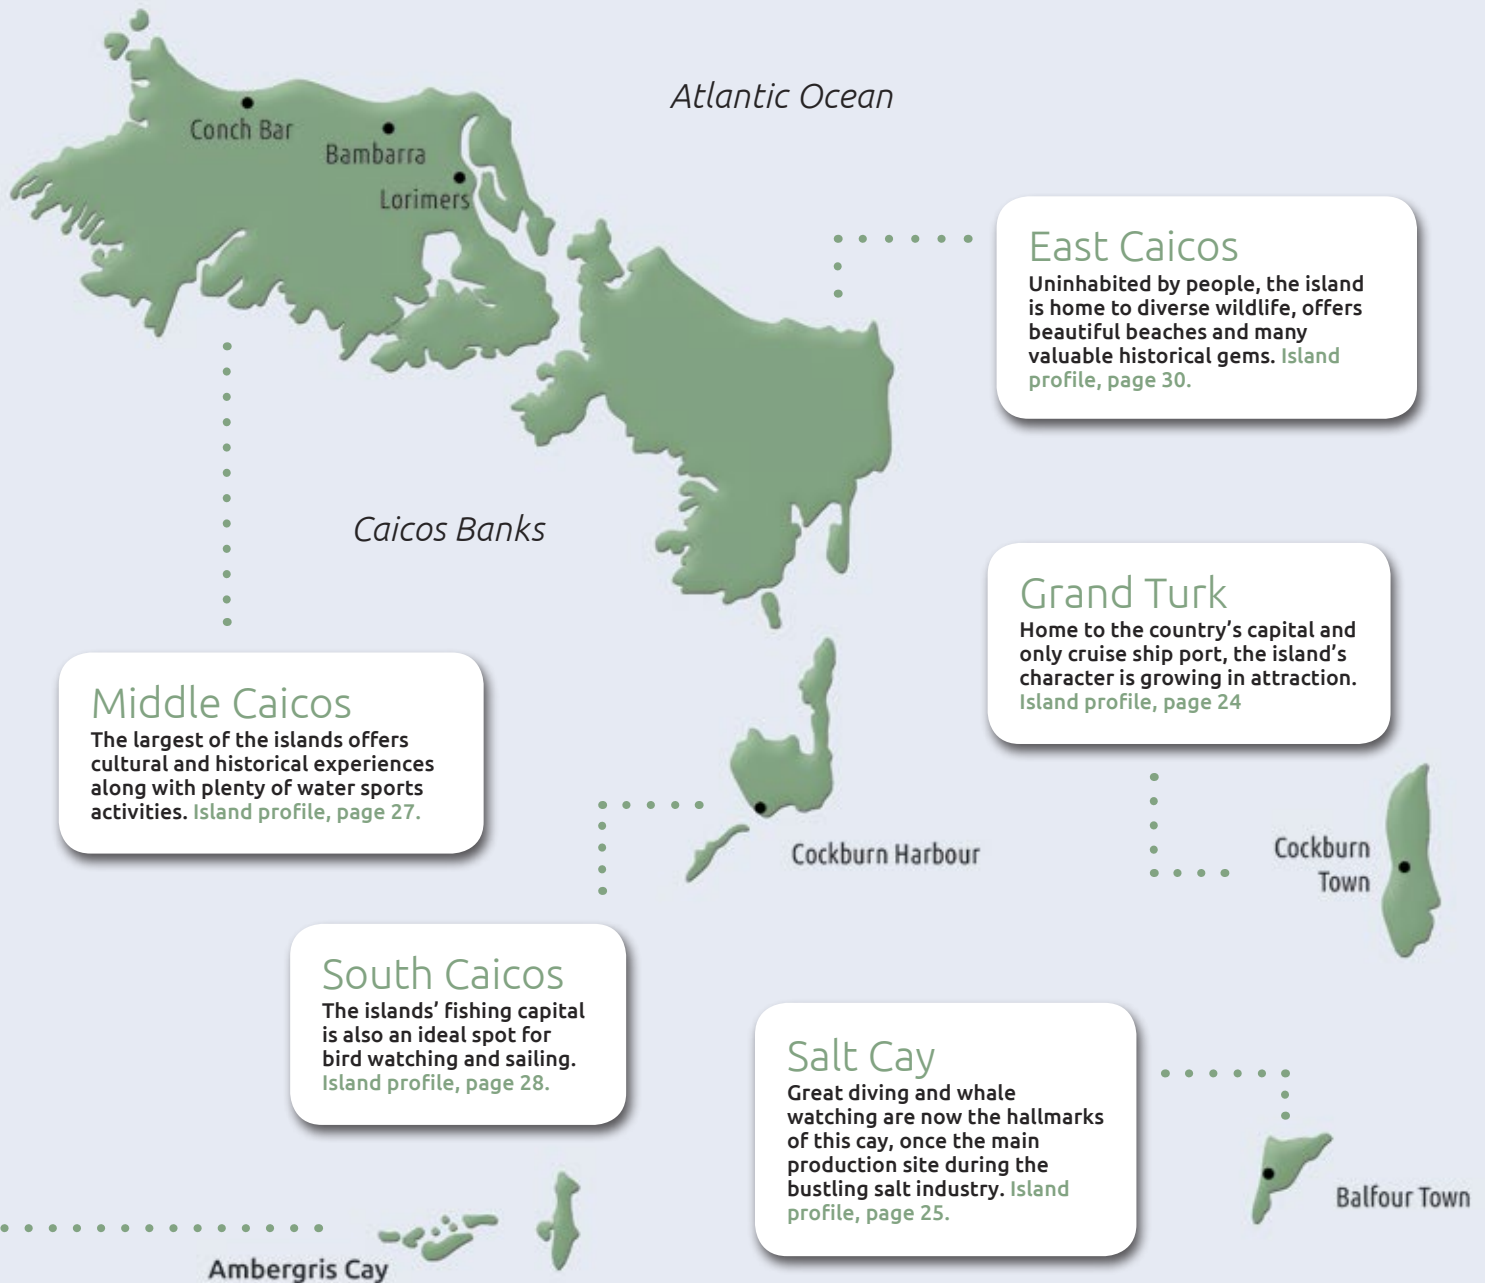 Atlantic Ocean
Conch Bar
Bambarra
Lorimers
East Caicos
Uninhabited by people, the island
is home to diverse wildlife, offers
beautiful beaches and many
valuable historical gems. Island
profile, page 30.
Caicos Banks
Grand Turk
Home to the country's capital and
only cruise ship port, the island's
character is growing in attraction.
Island profile, page 24
Middle Caicos
The largest of the islands offers
cultural and historical experiences
along with plenty of water sports
activities. Island profile, page 27.
Cockburn Harbour
Cockburn
Town
South Caicos
The islands' fishing capital
is also an ideal spot for
bird watching and sailing.
Island profile, page 28.
Salt Cay
Great diving and whale
watching are now the hallmarks
of this cay, once the main
production site during the
bustling salt industry. Island
profile, page 25.
Balfour Town
Ambergris Cay